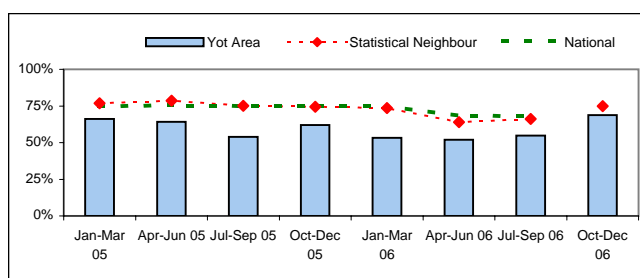 Yot Area Statistical Neighbour National
100%
75%
50%
25%
0%
Jan-Mar 05 Apr-Jun 05 Jul-Sep 05 Oct-Dec 05 Jan-Mar 06 Apr-Jun 06 Jul-Sep 06 Oct-Dec 06